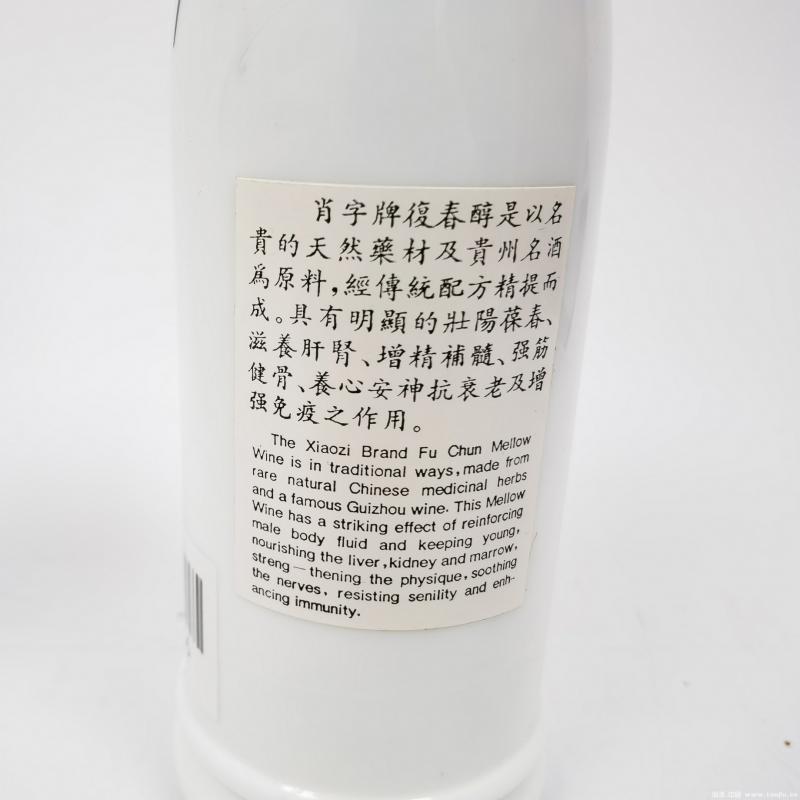 肖字牌復春醇是以名
貴的天然藥材及貴州名酒
爲原料，經傳統配方精提而
成。具有明顯的壯陽葆春、
滋養肝腎、增精補髓、强筋
健骨、養心安神抗衰老及增
强免疫之作用。
The Xiaozi Brand Fu Chun Mellow
Wine is in traditional ways, made from
rare natural Chinese medicinal herbs
and a famous Guizhou wine. This Mellow
Wine has a striking effect of reinforcing
male body fluid and keeping young,
nourishing the liver, kidney and marrow,
streng—thening the physique, soothing
the nerves, resisting senility and enh-
ancing immunity.